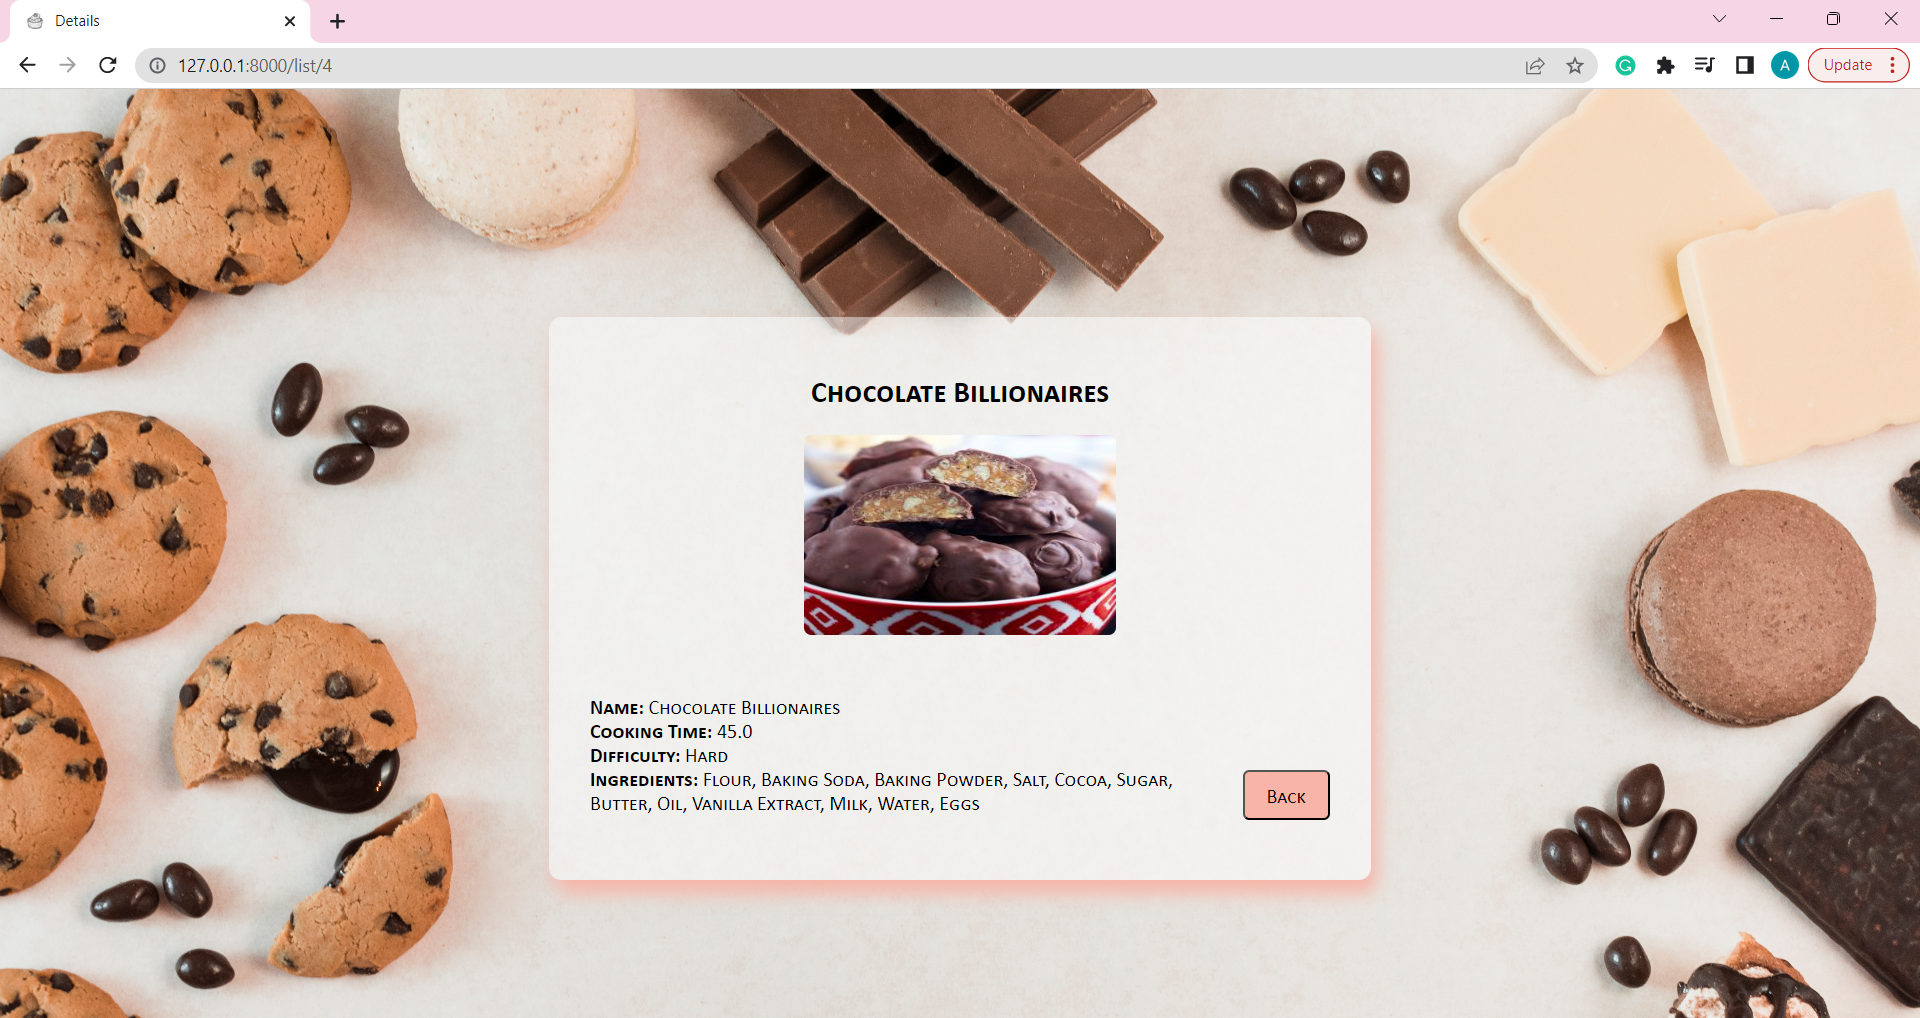 Details
127.0.0.1:8000/list/4
A
Update
Chocolate Billionaires
Name: Chocolate Billionaires
Cooking Time: 45.0
Difficulty: Hard
Ingredients: Flour, Baking Soda, Baking Powder, Salt, Cocoa, Sugar,
Butter, Oil, Vanilla Extract, Milk, Water, Eggs
Back